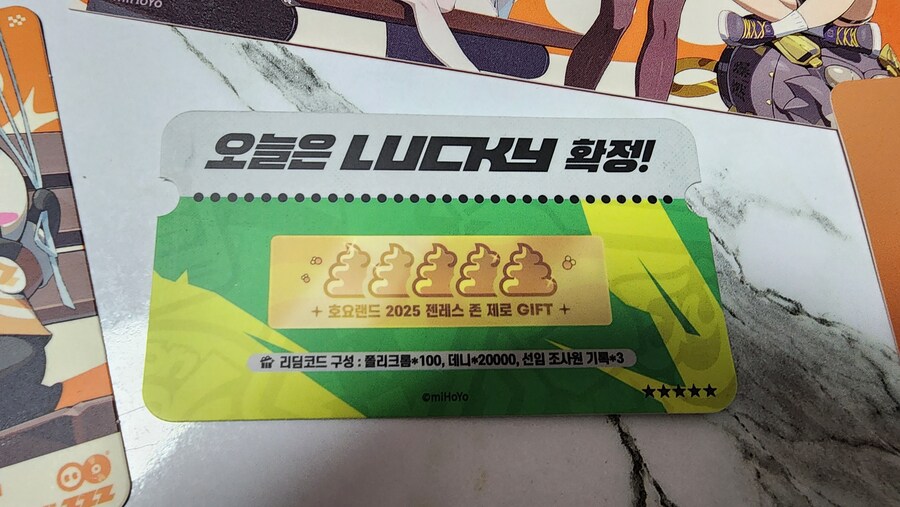 miHoYo
오늘은 LUCKY 확정!
호요랜드 2025 젠레스 존 제로 GIFT
리딤코드 구성 : 폴리크롬*100, 데니*20000, 선임 조사원 기록*3
★★★★★
©miHoYo
ZZZ